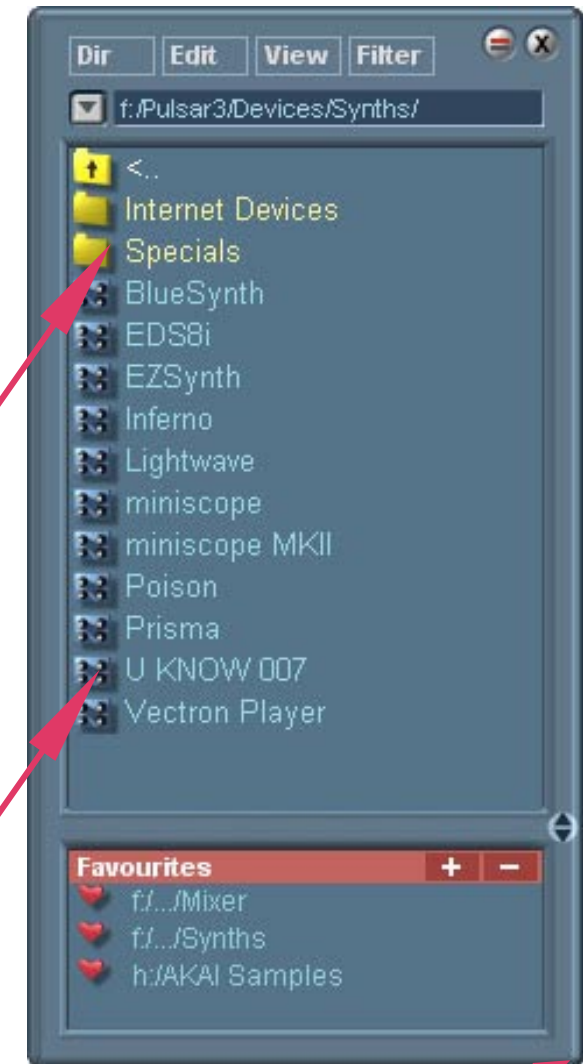 Dir Edit View Filter
f:/Pulsar3/Devices/Synths/
<..
Internet Devices
Specials
BlueSynth
EDS8i
EZSynth
Inferno
Lightwave
miniscope
miniscope MKII
Poison
Prisma
U KNOW 007
Vectron Player
Favourites + -
f:/.../Mixer
f:/.../Synths
h:/AKAI Samples